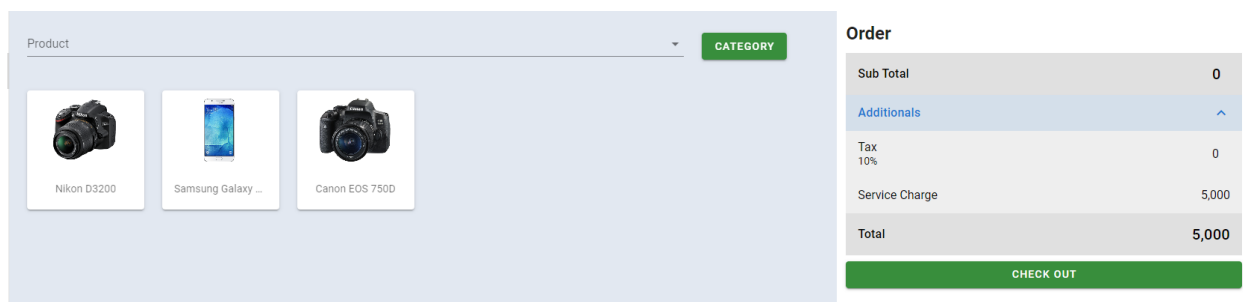 Product
CATEGORY
Nikon D3200
Samsung Galaxy ...
Canon EOS 750D
Order
Sub Total 0
Additionals
Tax 0
10%
Service Charge 5,000
Total 5,000
CHECK OUT